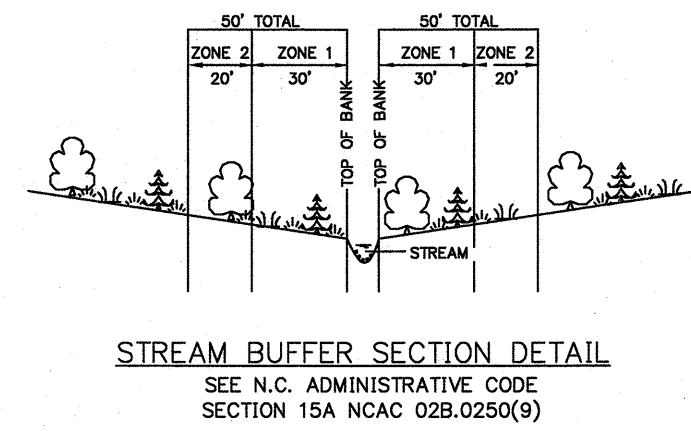 50' TOTAL 50' TOTAL
ZONE 2 ZONE 1 ZONE 1 ZONE 2
20' 30' 30' 20'
TOP OF BANK
TOP OF BANK
STREAM
STREAM BUFFER SECTION DETAIL
SEE N.C. ADMINISTRATIVE CODE
SECTION 15A NCAC 02B.0250(9)